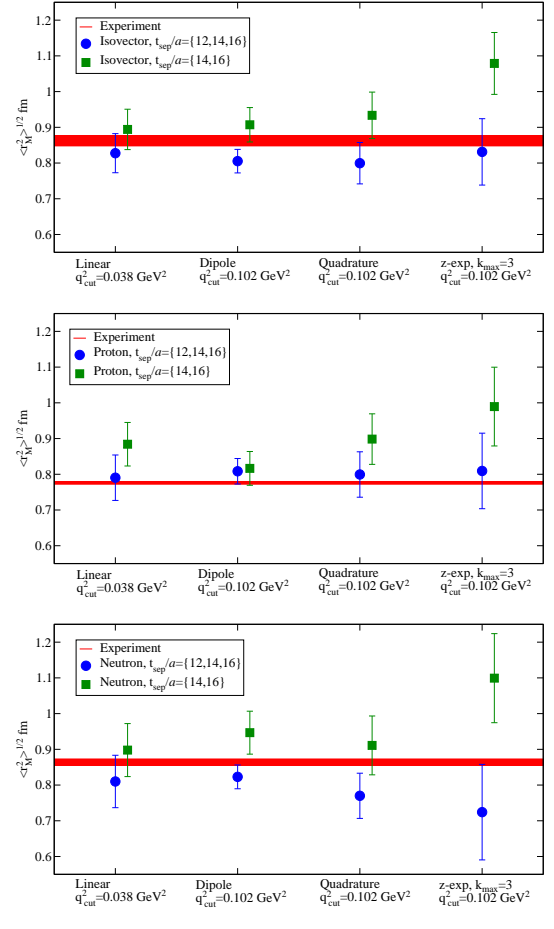 1.2
1.1
1
0.9
0.8
0.7
0.6
<r²_M>^1/2 fm
Experiment
Isovector, t_sep/a={12,14,16}
Isovector, t_sep/a={14,16}
Linear
q²_cut=0.038 GeV²
Dipole
q²_cut=0.102 GeV²
Quadrature
q²_cut=0.102 GeV²
z-exp, k_max=3
q²_cut=0.102 GeV²
1.2
1.1
1
0.9
0.8
0.7
0.6
<r²_M>^1/2 fm
Experiment
Proton, t_sep/a={12,14,16}
Proton, t_sep/a={14,16}
Linear
q²_cut=0.038 GeV²
Dipole
q²_cut=0.102 GeV²
Quadrature
q²_cut=0.102 GeV²
z-exp, k_max=3
q²_cut=0.102 GeV²
1.2
1.1
1
0.9
0.8
0.7
0.6
<r²_M>^1/2 fm
Experiment
Neutron, t_sep/a={12,14,16}
Neutron, t_sep/a={14,16}
Linear
q²_cut=0.038 GeV²
Dipole
q²_cut=0.102 GeV²
Quadrature
q²_cut=0.102 GeV²
z-exp, k_max=3
q²_cut=0.102 GeV²